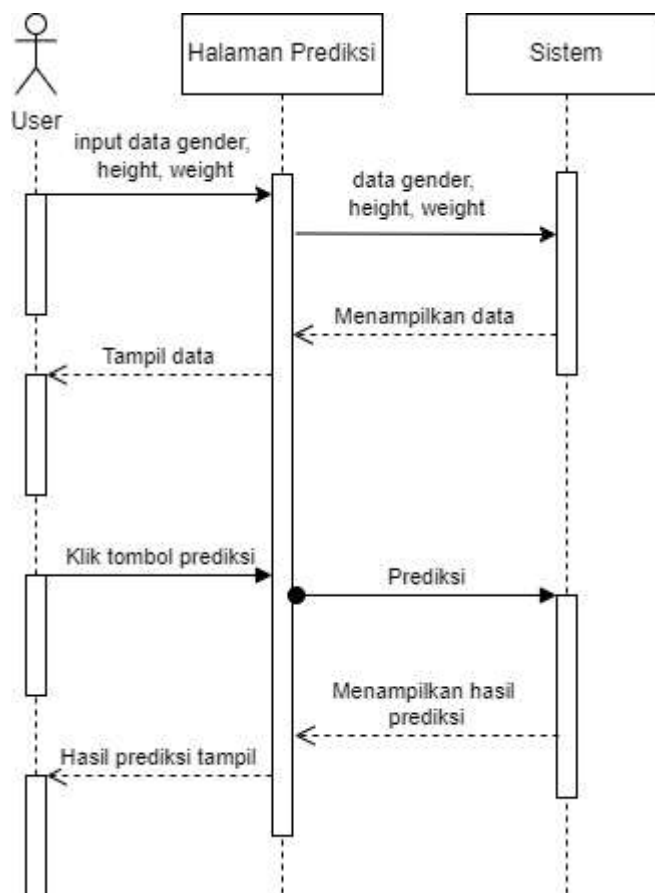 Halaman Prediksi
Sistem
User
input data gender,
height, weight
data gender,
height, weight
Menampilkan data
Tampil data
Klik tombol prediksi
Prediksi
Menampilkan hasil
prediksi
Hasil prediksi tampil